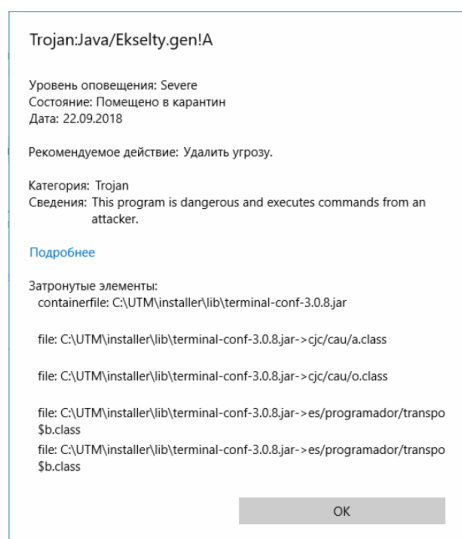 Trojan:Java/Ekselty.gen!A
Уровень оповещения: Severe
Состояние: Помещено в карантин
Дата: 22.09.2018
Рекомендуемое действие: Удалить угрозу.
Категория: Trojan
Сведения: This program is dangerous and executes commands from an
attacker.
Подробнее
Затронутые элементы:
containerfile: C:\UTM\installer\lib\terminal-conf-3.0.8.jar
file: C:\UTM\installer\lib\terminal-conf-3.0.8.jar->cjc/cau/a.class
file: C:\UTM\installer\lib\terminal-conf-3.0.8.jar->cjc/cau/o.class
file: C:\UTM\installer\lib\terminal-conf-3.0.8.jar->es/programador/transpo
$b.class
file: C:\UTM\installer\lib\terminal-conf-3.0.8.jar->es/programador/transpo
$b.class
OK